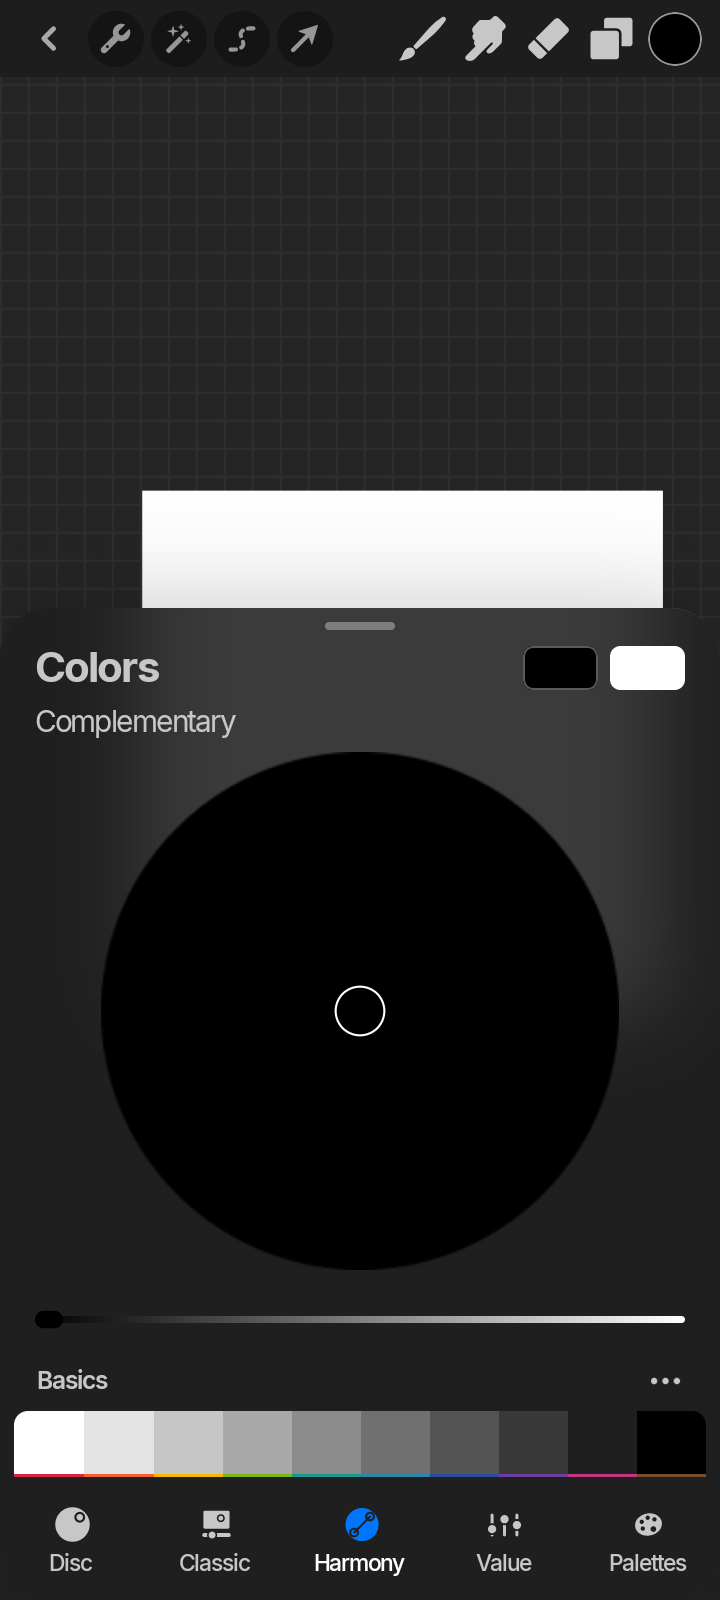 Colors
Complementary
Basics
Disc
Classic
Harmony
Value
Palettes